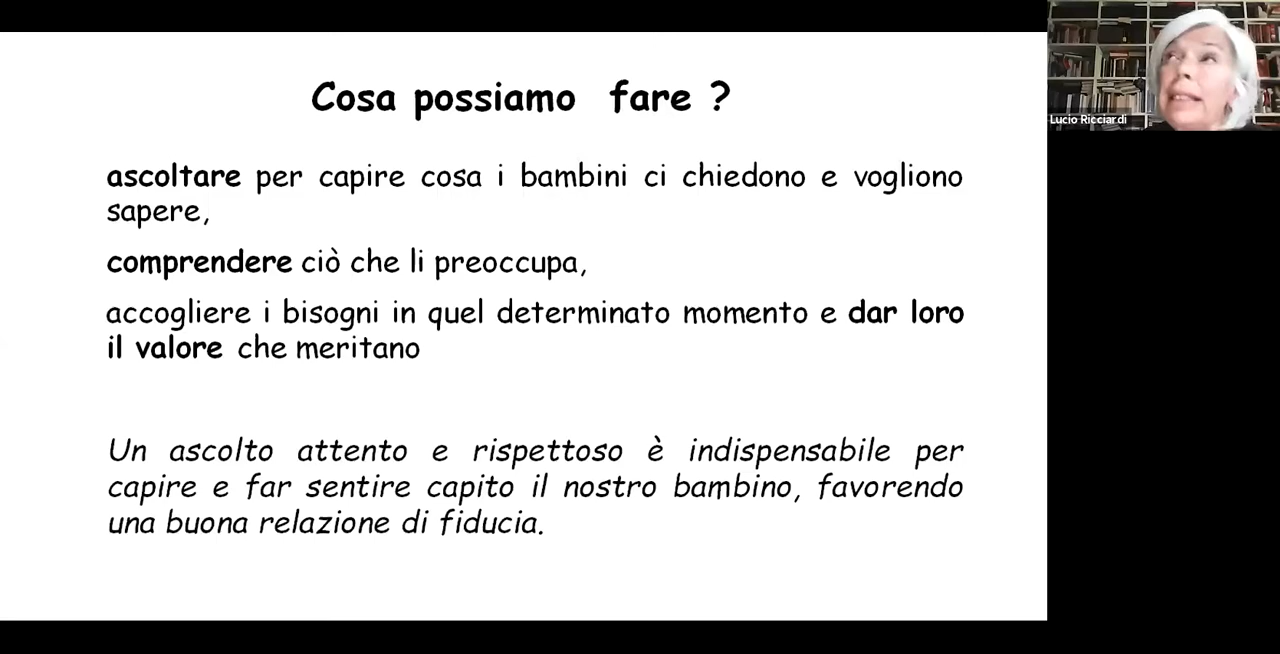 Cosa possiamo fare ?
ascoltare per capire cosa i bambini ci chiedono e vogliono
sapere,
comprendere ciò che li preoccupa,
accogliere i bisogni in quel determinato momento e dar loro
il valore che meritano
Un ascolto attento e rispettoso è indispensabile per
capire e far sentire capito il nostro bambino, favorendo
una buona relazione di fiducia.
Lucio Ricciardi